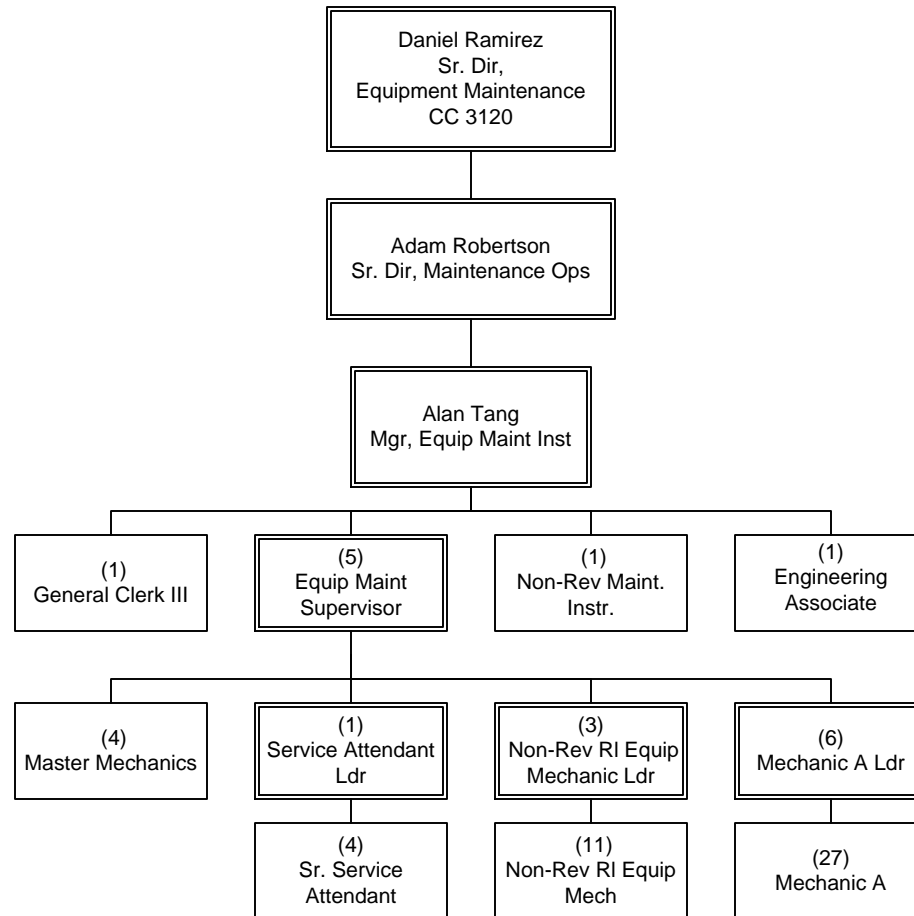 Daniel Ramirez
Sr. Dir,
Equipment Maintenance
CC 3120
Adam Robertson
Sr. Dir, Maintenance Ops
Alan Tang
Mgr, Equip Maint Inst
(1)
General Clerk III
(5)
Equip Maint
Supervisor
(1)
Non-Rev Maint.
Instr.
(1)
Engineering
Associate
(4)
Master Mechanics
(1)
Service Attendant
Ldr
(3)
Non-Rev Rl Equip
Mechanic Ldr
(6)
Mechanic A Ldr
(4)
Sr. Service
Attendant
(11)
Non-Rev Rl Equip
Mech
(27)
Mechanic A